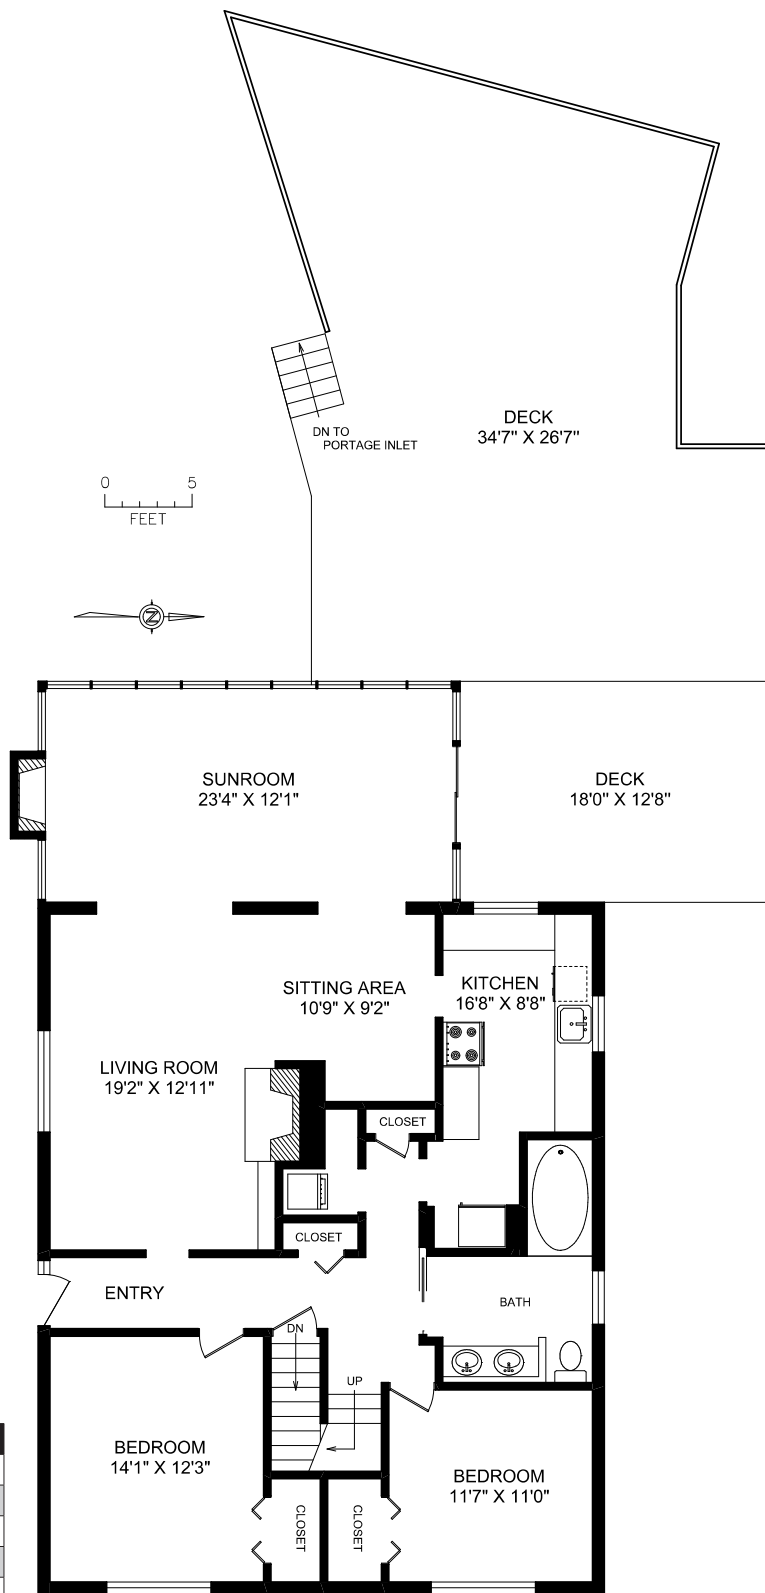 DN TO
PORTAGE INLET
DECK
34'7" X 26'7"
0 5
FEET
N
SUNROOM
23'4" X 12'1"
DECK
18'0" X 12'8"
SITTING AREA
10'9" X 9'2"
KITCHEN
16'8" X 8'8"
LIVING ROOM
19'2" X 12'11"
CLOSET
CLOSET
ENTRY
BATH
DN
UP
BEDROOM
14'1" X 12'3"
BEDROOM
11'7" X 11'0"
CLOSET
CLOSET